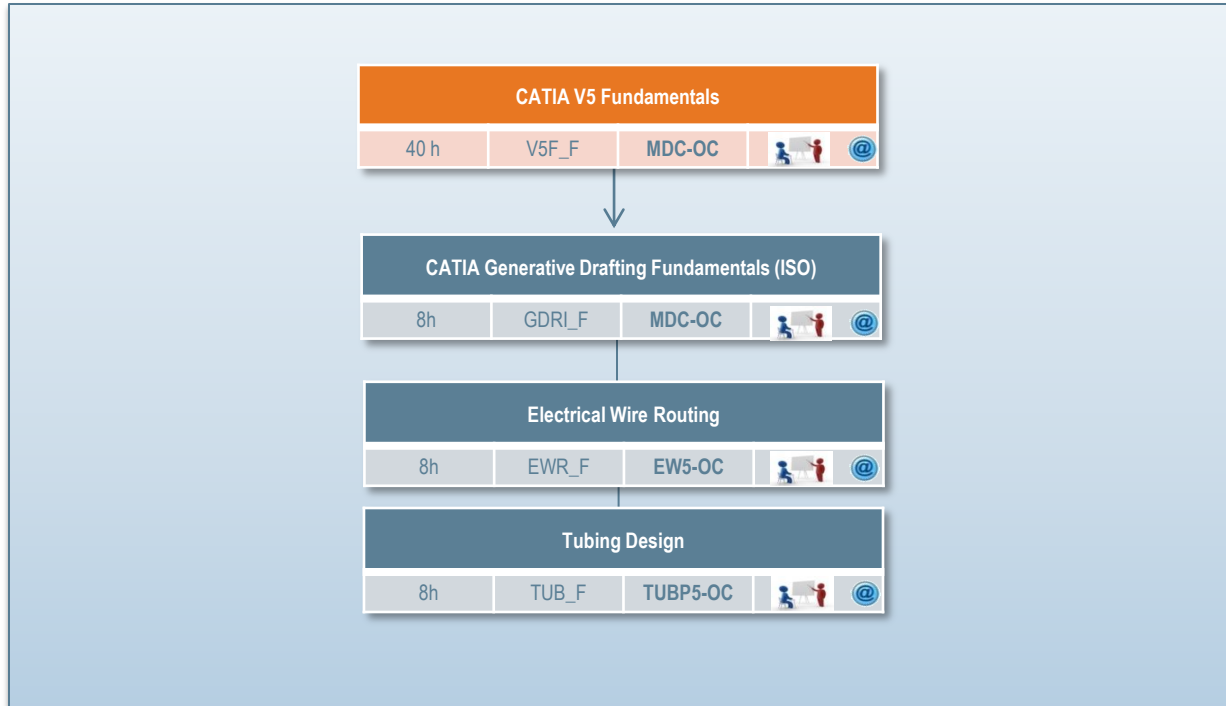 CATIA V5 Fundamentals
40 h V5F_F MDC-OC @
CATIA Generative Drafting Fundamentals (ISO)
8h GDRI_F MDC-OC @
Electrical Wire Routing
8h EWR_F EW5-OC @
Tubing Design
8h TUB_F TUBP5-OC @